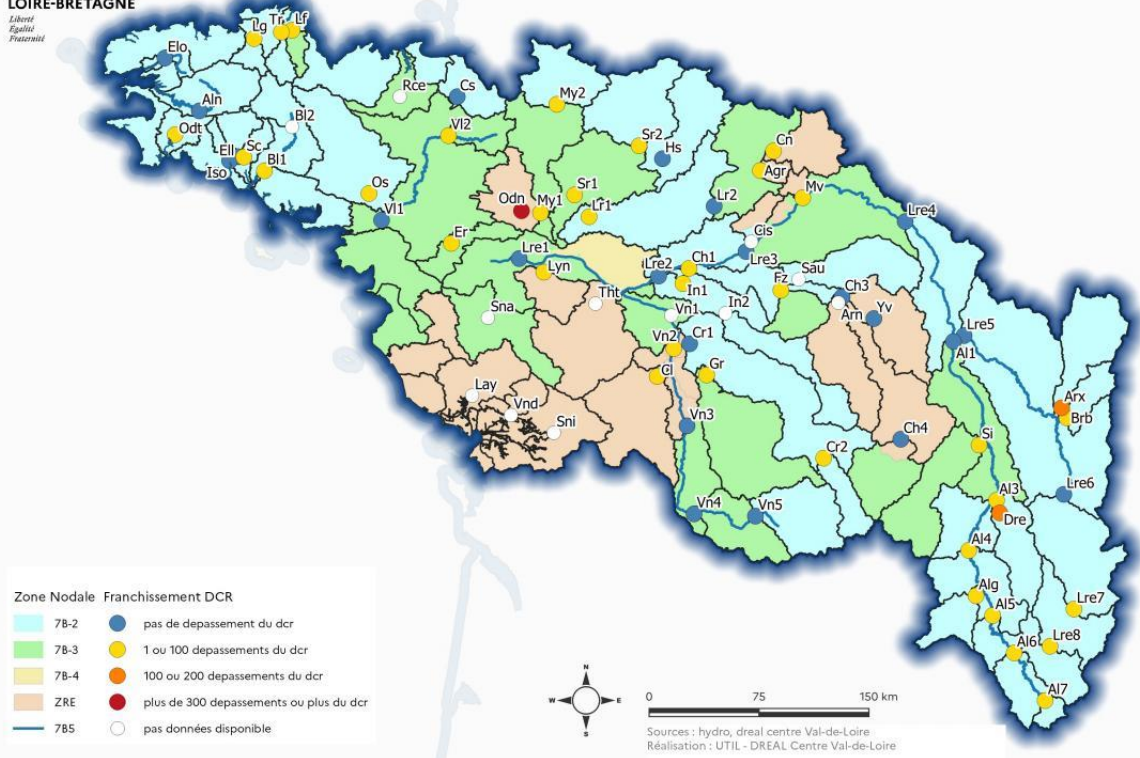 LOIRE-BRETAGNE
Liberté
Égalité
Fraternité
Lg
Tr
Lf
Elo
Aln
Odt
Bl2
Ell
Sc
Iso
Bl1
Rce
Cs
Vl2
My2
Os
Vl1
Sr2
Hs
Cn
Agr
Odn
My1
Sr1
Lr1
Lr2
Mv
Er
Lre1
Lyn
Cis
Lre3
Lre4
Lre2
Ch1
In1
Fz
Sau
Ch3
Sna
Tht
Vn1
In2
Arn
Yv
Vn2
Cr1
Lre5
Al1
Cl
Gr
Lay
Vnd
Sni
Vn3
Arx
Brb
Ch4
Si
Cr2
Lre6
Al3
Dre
Vn4
Vn5
Al4
Alg
Al5
Lre7
Al6
Lre8
Al7
Zone Nodale Franchissement DCR
7B-2 pas de depassement du dcr
7B-3 1 ou 100 depassements du dcr
7B-4 100 ou 200 depassements du dcr
ZRE plus de 300 depassements ou plus du dcr
7B5 pas données disponible
N
W E
S
0 75 150 km
Sources : hydro, dreal centre Val-de-Loire
Réalisation : UTIL - DREAL Centre Val-de-Loire